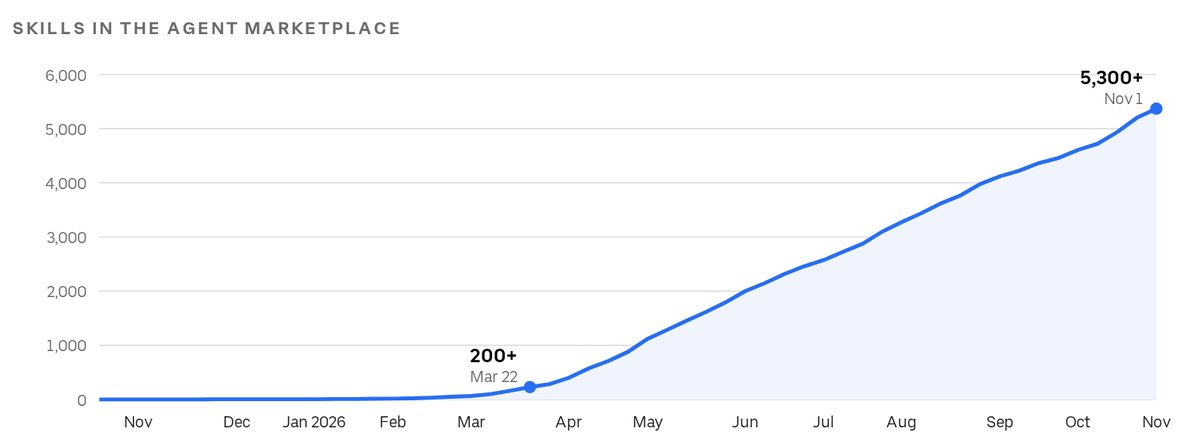 SKILLS IN THE AGENT MARKETPLACE
6,000
5,300+
Nov 1
5,000
4,000
3,000
2,000
1,000
200+
Mar 22
0
Nov Dec Jan 2026 Feb Mar Apr May Jun Jul Aug Sep Oct Nov